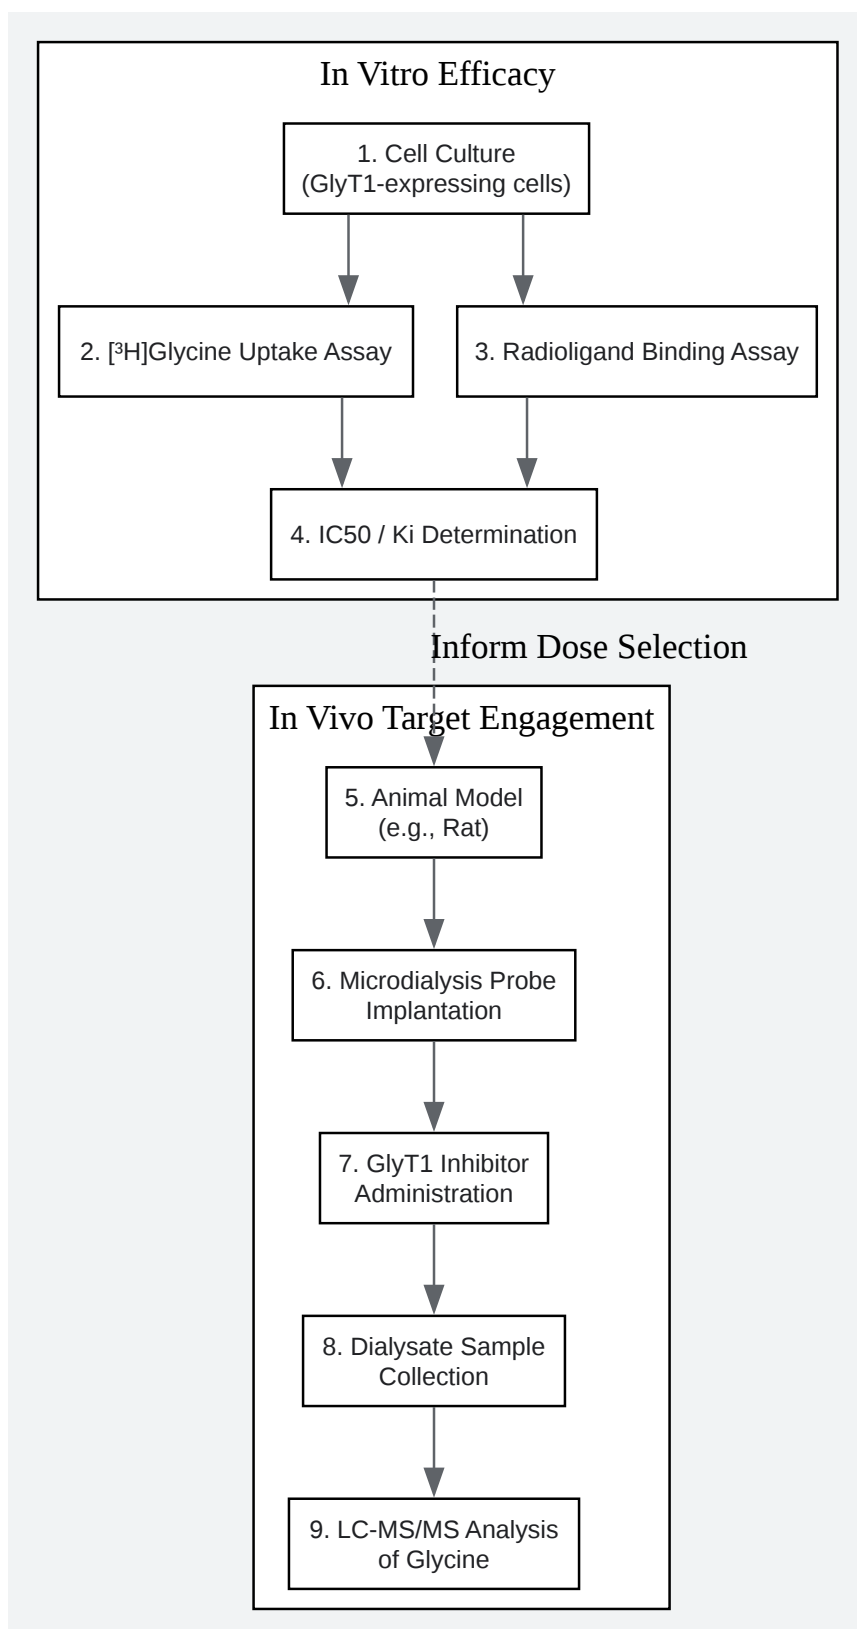 In Vitro Efficacy
1. Cell Culture
(GlyT1-expressing cells)
2. [³H]Glycine Uptake Assay
3. Radioligand Binding Assay
4. IC50 / Ki Determination
Inform Dose Selection
In Vivo Target Engagement
5. Animal Model
(e.g., Rat)
6. Microdialysis Probe
Implantation
7. GlyT1 Inhibitor
Administration
8. Dialysate Sample
Collection
9. LC-MS/MS Analysis
of Glycine